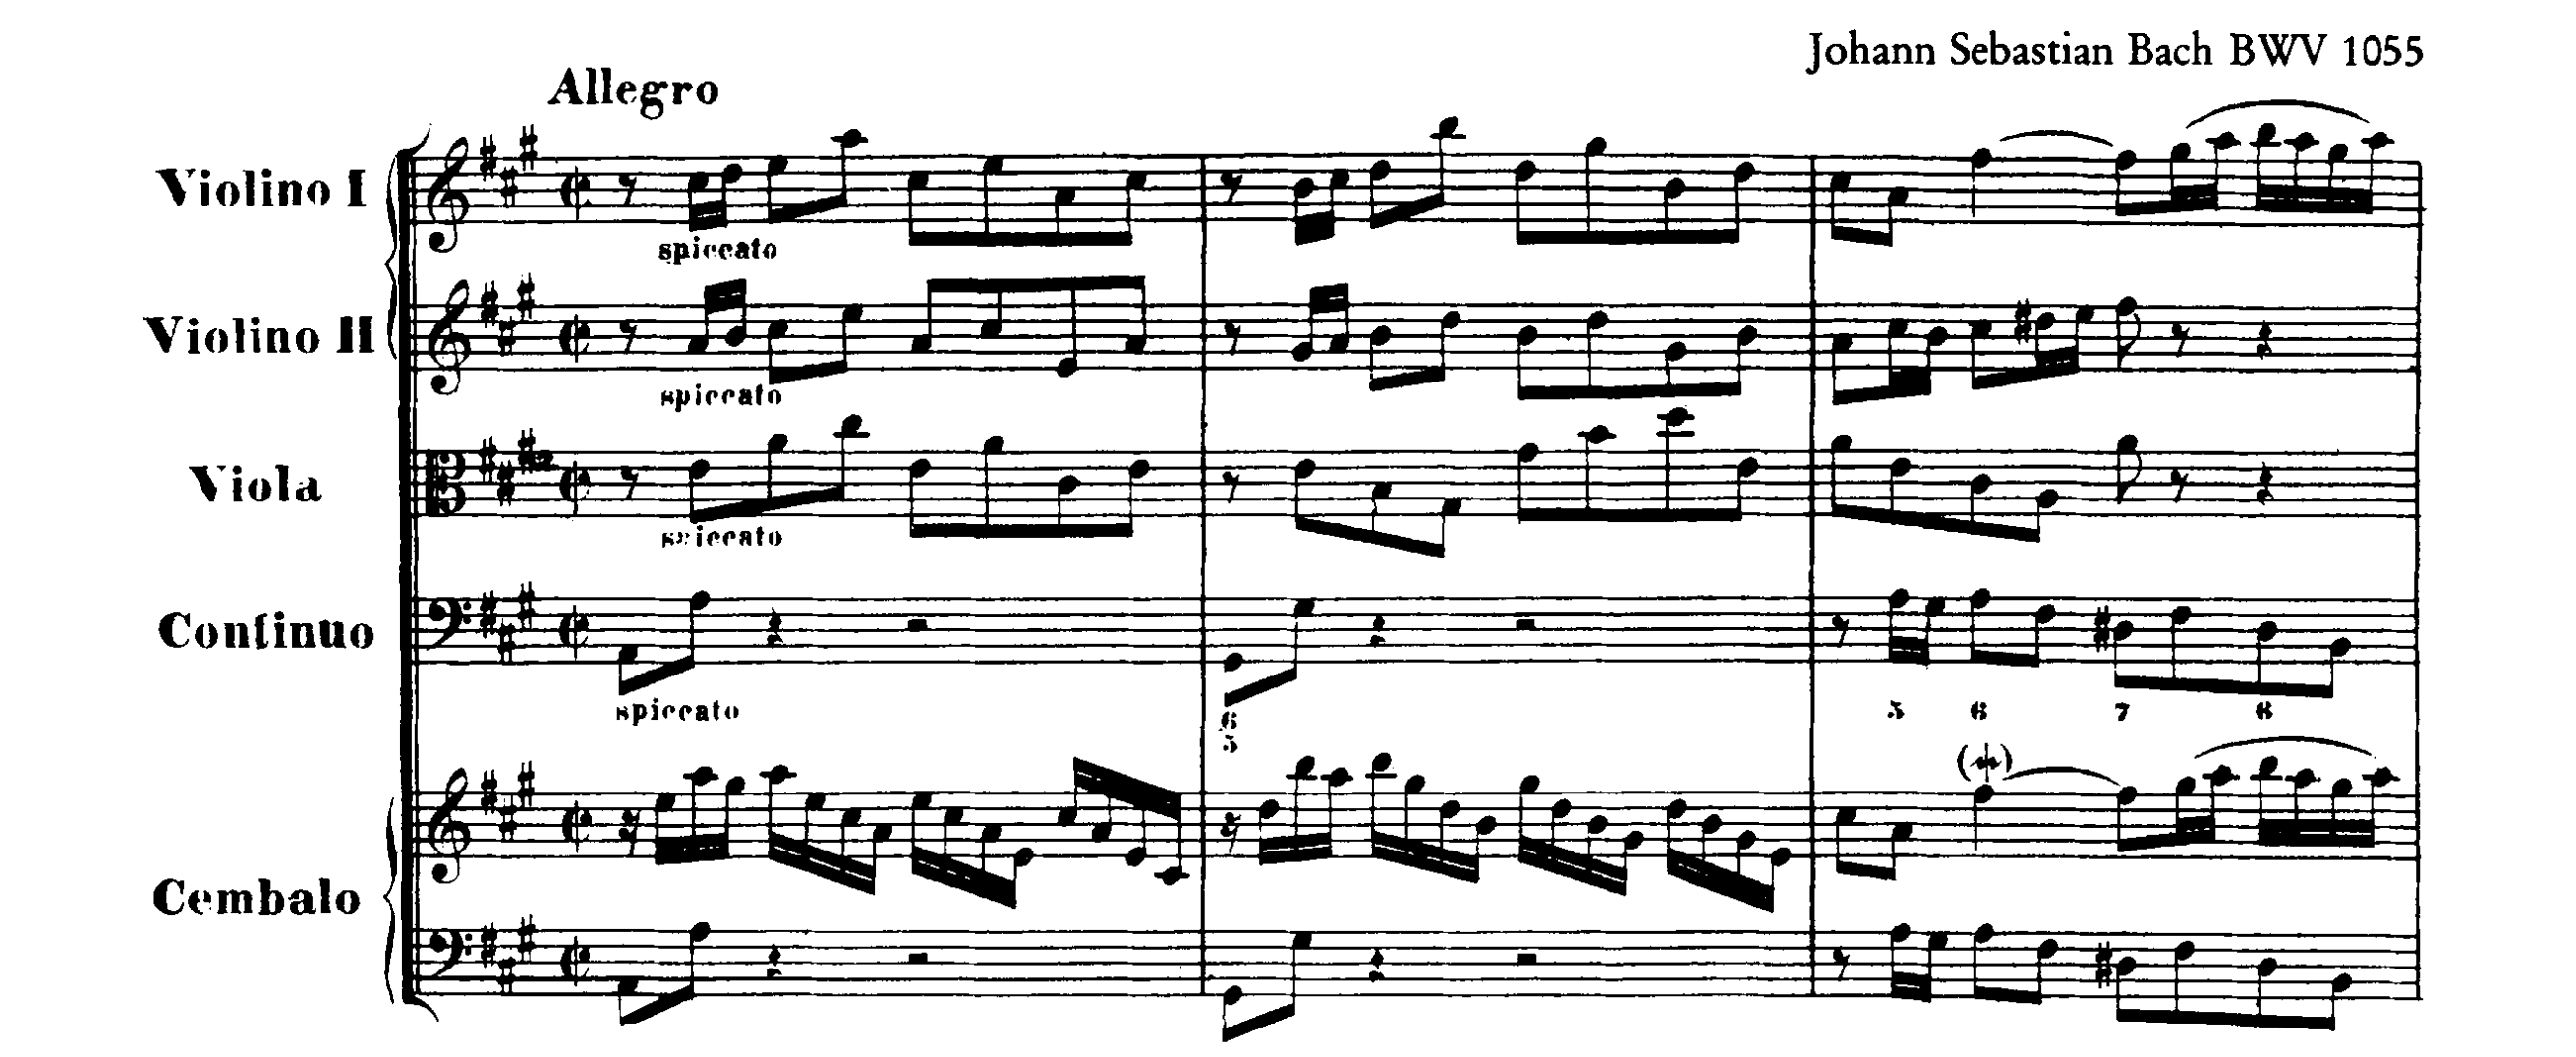 Johann Sebastian Bach BWV 1055
Allegro
Violino I
spiccato
Violino II
spiccato
Viola
spiccato
Continuo
spiccato
6
5
5 6 7 6
Cembalo